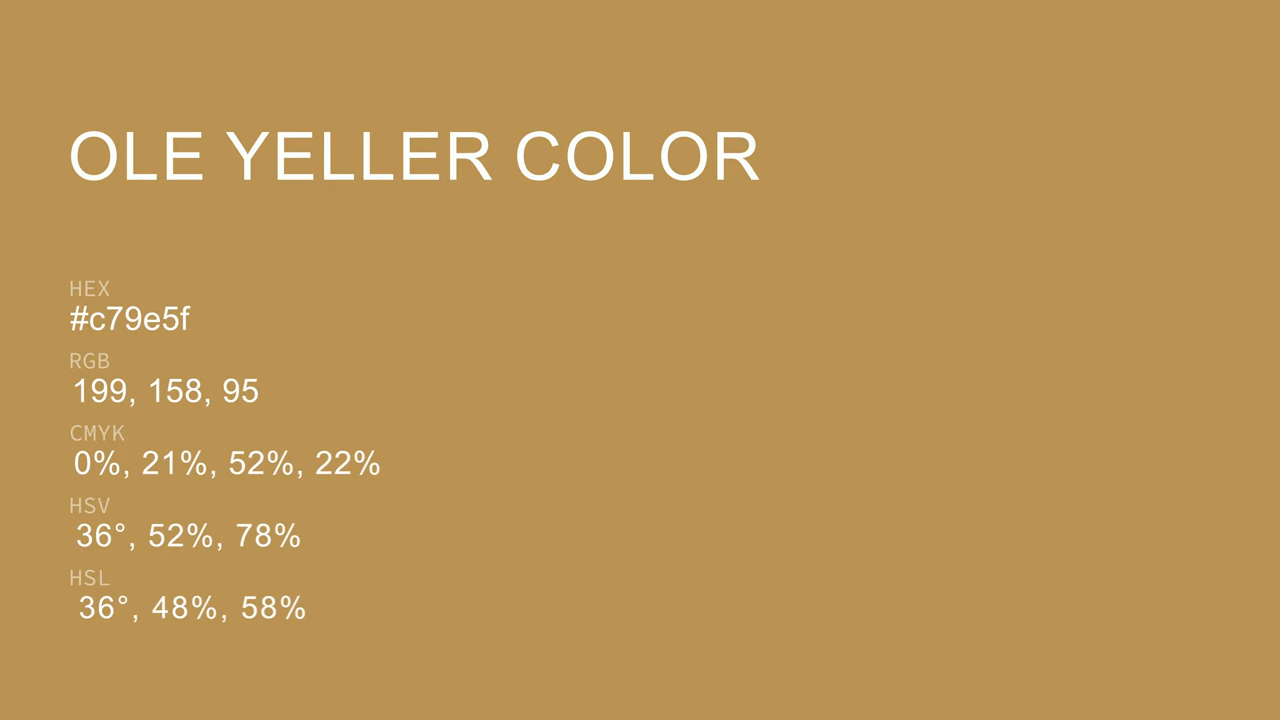 OLE YELLER COLOR
HEX
#c79e5f
RGB
199, 158, 95
CMYK
0%, 21%, 52%, 22%
HSV
36°, 52%, 78%
HSL
36°, 48%, 58%